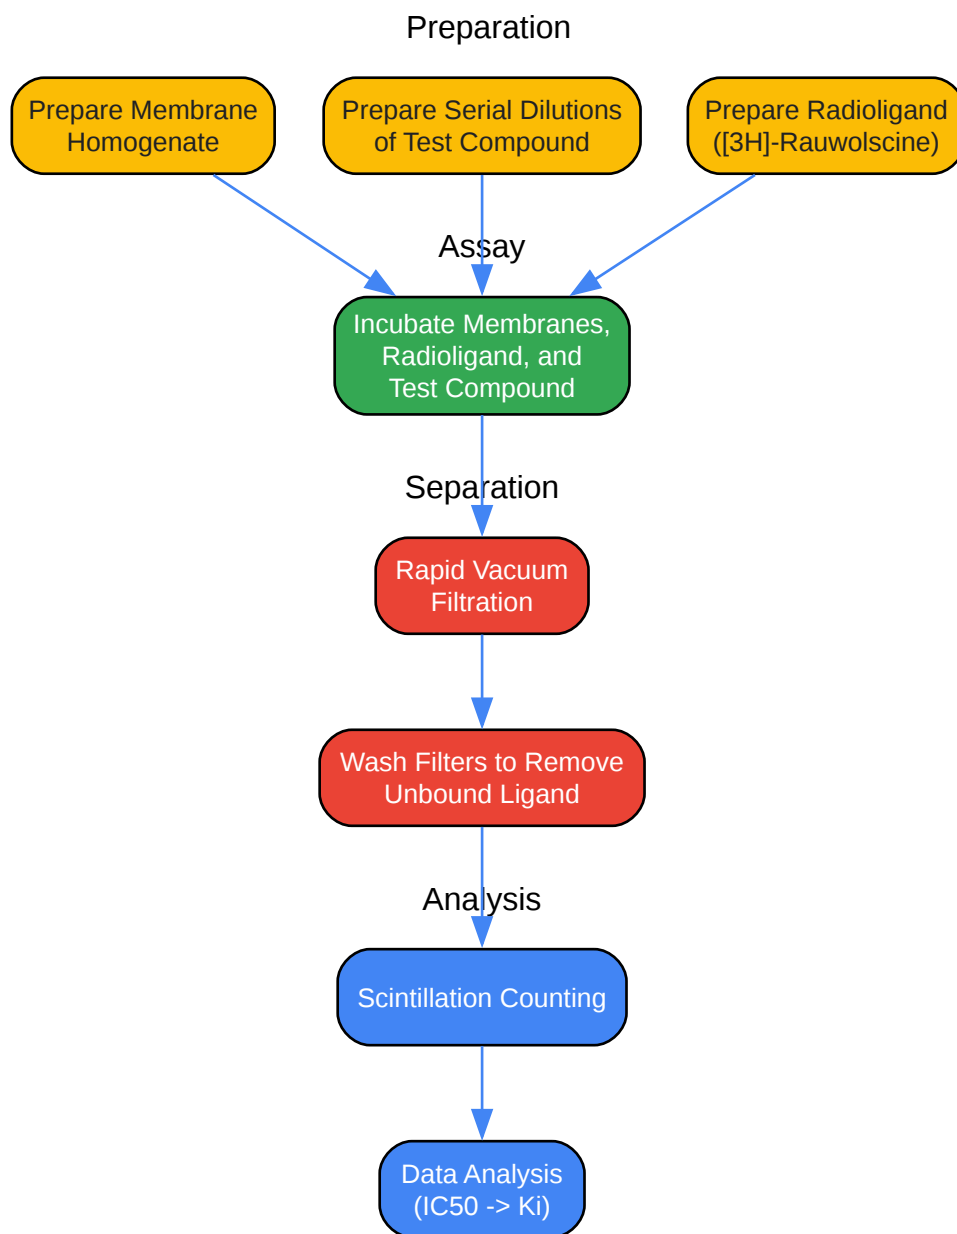 Preparation
Prepare Membrane
Homogenate
Prepare Serial Dilutions
of Test Compound
Prepare Radioligand
([3H]-Rauwolscine)
Assay
Incubate Membranes,
Radioligand, and
Test Compound
Separation
Rapid Vacuum
Filtration
Wash Filters to Remove
Unbound Ligand
Analysis
Scintillation Counting
Data Analysis
(IC50 -> Ki)